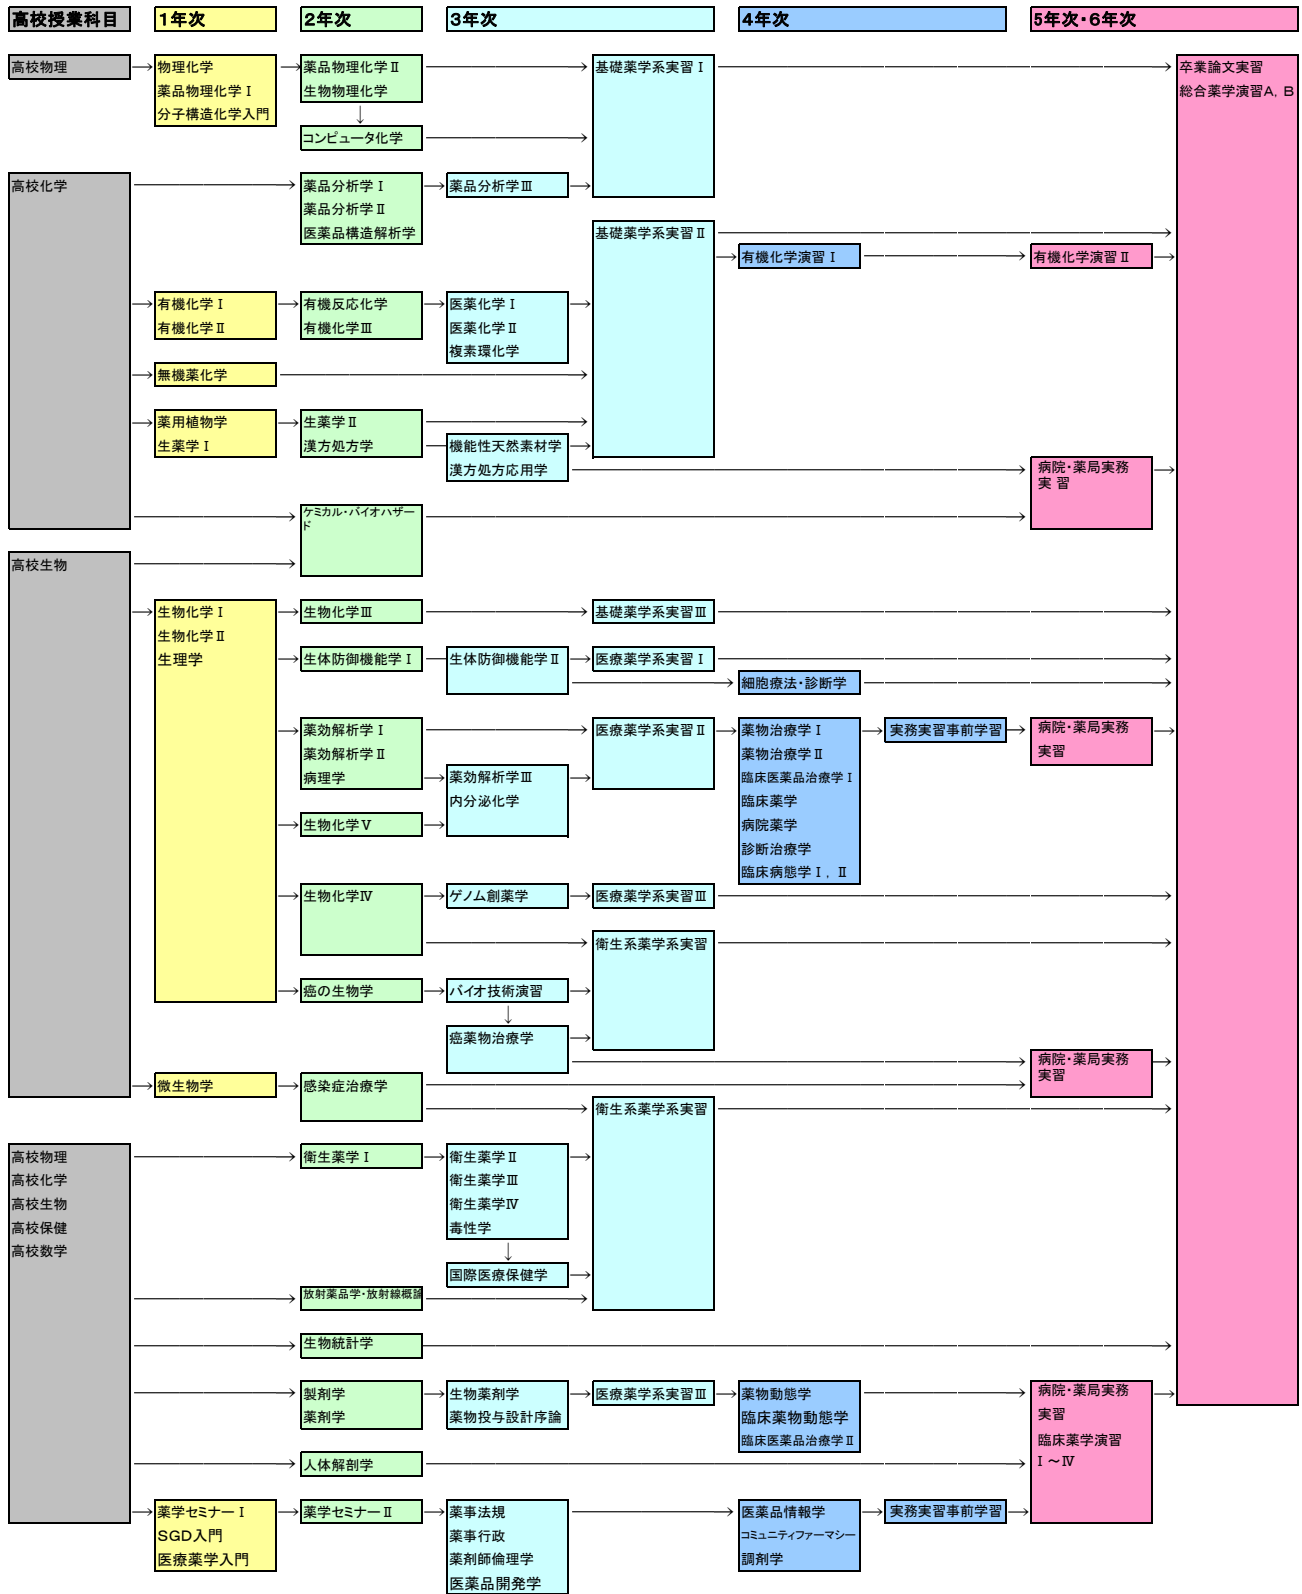 高校授業科目
1年次
2年次
3年次
4年次
5年次・6年次
高校物理
物理化学
薬品物理化学Ⅰ
分子構造化学入門
薬品物理化学Ⅱ
生物物理化学
コンピュータ化学
基礎薬学系実習Ⅰ
卒業論文実習
総合薬学演習A, B
高校化学
薬品分析学Ⅰ
薬品分析学Ⅱ
医薬品構造解析学
薬品分析学Ⅲ
基礎薬学系実習Ⅱ
有機化学演習Ⅰ
有機化学演習Ⅱ
有機化学Ⅰ
有機化学Ⅱ
有機反応化学
有機化学Ⅲ
医薬化学Ⅰ
医薬化学Ⅱ
複素環化学
無機薬化学
薬用植物学
生薬学Ⅰ
生薬学Ⅱ
漢方処方学
機能性天然素材学
漢方処方応用学
病院・薬局実務
実 習
ケミカル・バイオハザー
ド
高校生物
生物化学Ⅰ
生物化学Ⅱ
生理学
生物化学Ⅲ
基礎薬学系実習Ⅲ
生体防御機能学Ⅰ
生体防御機能学Ⅱ
医療薬学系実習Ⅰ
細胞療法・診断学
薬効解析学Ⅰ
薬効解析学Ⅱ
病理学
薬効解析学Ⅲ
内分泌化学
医療薬学系実習Ⅱ
薬物治療学Ⅰ
薬物治療学Ⅱ
臨床医薬品治療学Ⅰ
臨床薬学
病院薬学
診断治療学
臨床病態学Ⅰ, Ⅱ
実務実習事前学習
病院・薬局実務
実習
生物化学Ⅴ
生物化学Ⅳ
ゲノム創薬学
医療薬学系実習Ⅲ
衛生系薬学系実習
癌の生物学
バイオ技術演習
癌薬物治療学
病院・薬局実務
実習
微生物学
感染症治療学
衛生系薬学系実習
高校物理
高校化学
高校生物
高校保健
高校数学
衛生薬学Ⅰ
衛生薬学Ⅱ
衛生薬学Ⅲ
衛生薬学Ⅳ
毒性学
国際医療保健学
放射薬品学・放射線概論
生物統計学
製剤学
薬剤学
生物薬剤学
薬物投与設計序論
医療薬学系実習Ⅲ
薬物動態学
臨床薬物動態学
臨床医薬品治療学Ⅱ
病院・薬局実務
実習
臨床薬学演習
Ⅰ～Ⅳ
人体解剖学
薬学セミナーⅠ
SGD入門
医療薬学入門
薬学セミナーⅡ
薬事法規
薬事行政
薬剤師倫理学
医薬品開発学
医薬品情報学
コミュニティファーマシー
調剤学
実務実習事前学習